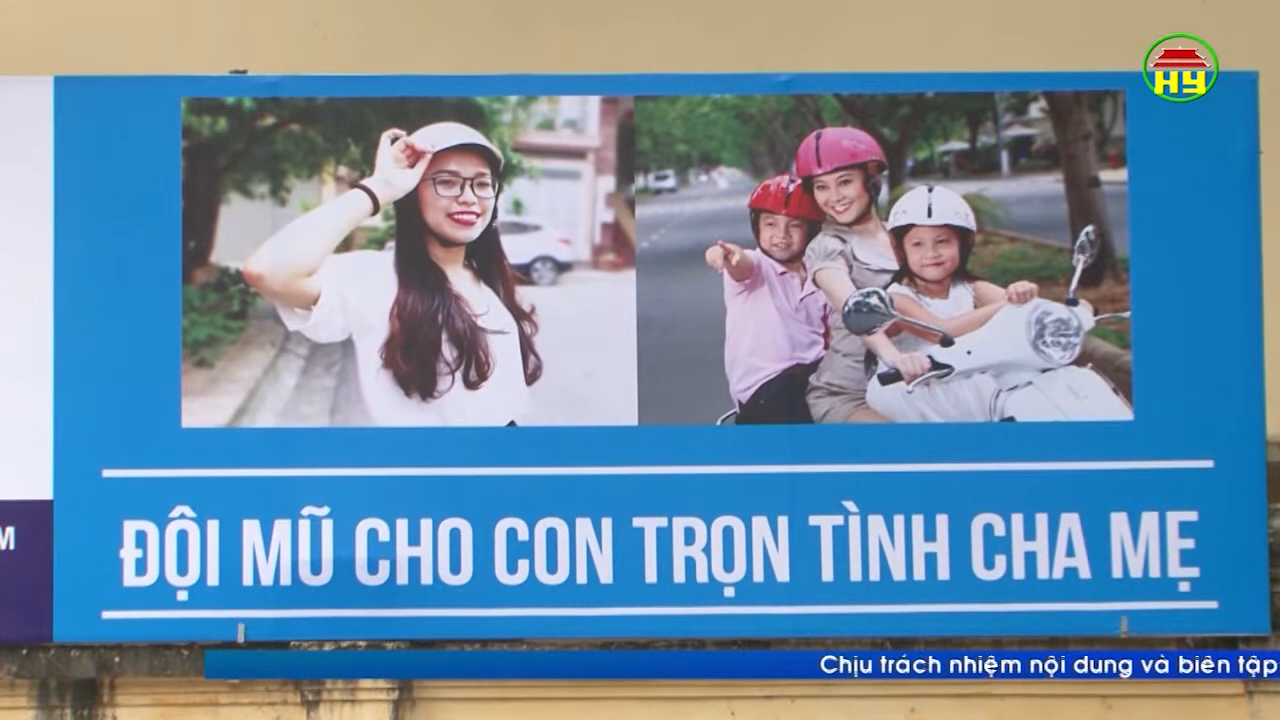 HY
ĐỘI MŨ CHO CON TRỌN TÌNH CHA MẸ
M
Chịu trách nhiệm nội dung và biên tập